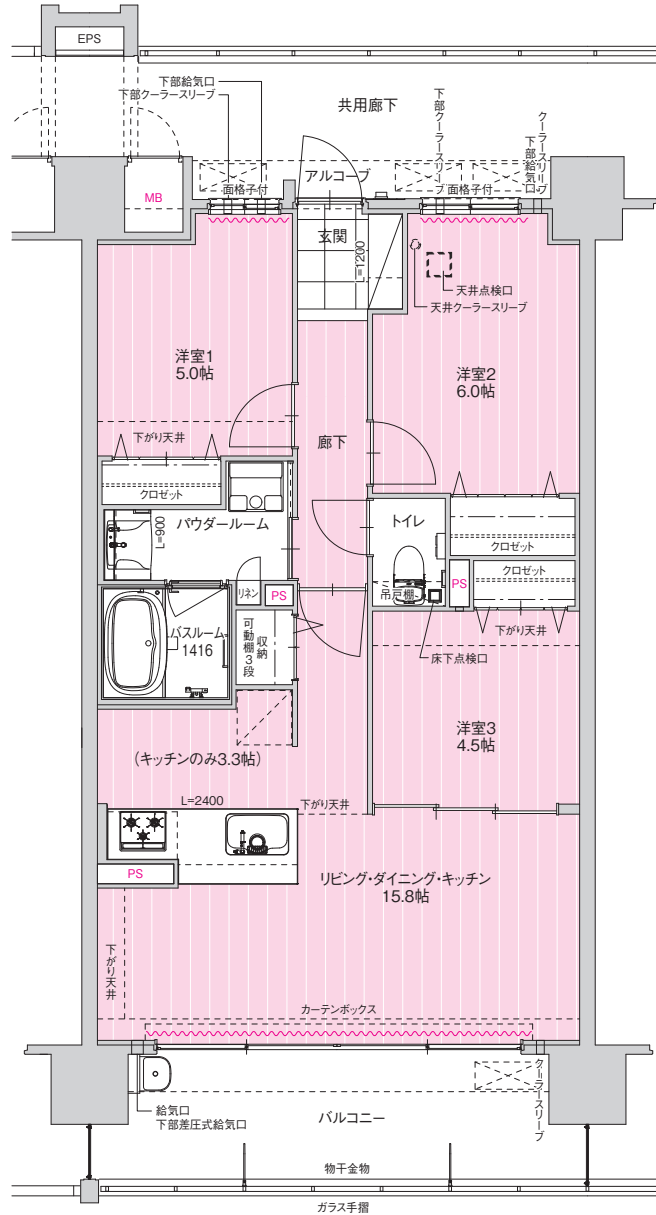 EPS
下部給気口
下部クーラースリーブ
共用廊下
下部クーラースリーブ
クーラースリーブ
下部給気口
アルコーブ
面格子付
面格子付
MB
玄関
L=1200
天井点検口
天井クーラースリーブ
洋室1
5.0帖
洋室2
6.0帖
下がり天井
廊下
クロゼット
パウダールーム
L=900
トイレ
クロゼット
クロゼット
リネン
PS
PS
吊戸棚
下がり天井
バスルーム
1416
収納
可動棚3段
床下点検口
洋室3
4.5帖
(キッチンのみ3.3帖)
L=2400
下がり天井
PS
リビング・ダイニング・キッチン
15.8帖
下がり天井
カーテンボックス
クーラースリーブ
給気口
下部差圧式給気口
バルコニー
物干金物
ガラス手摺